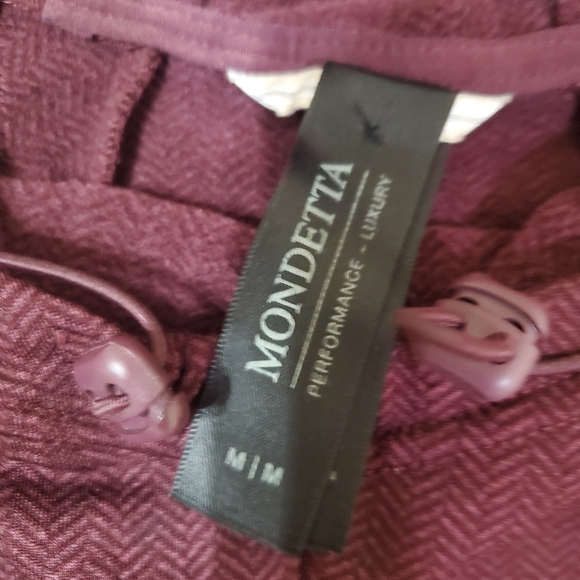 MONDETTA
PERFORMANCE - LUXURY
M | M